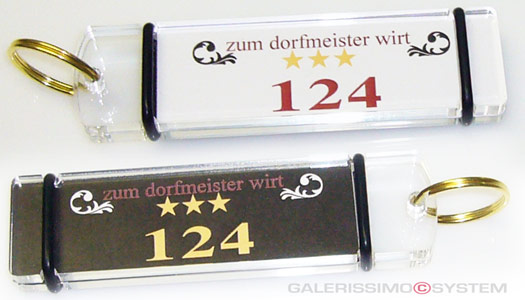 zum dorfmeister wirt
124
zum dorfmeister wirt
124
GALERISSIMO©SYSTEM